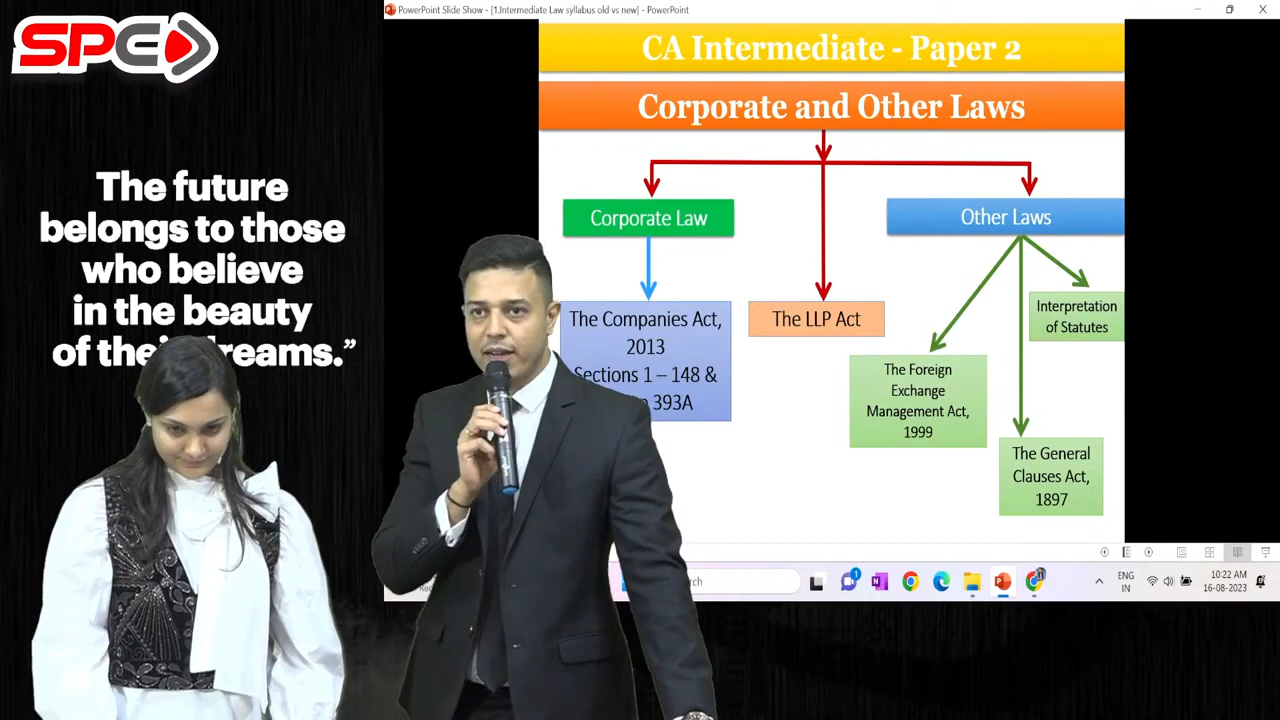 SPC
PowerPoint Slide Show - [1.Intermediate Law syllabus old vs new] - PowerPoint
CA Intermediate - Paper 2
Corporate and Other Laws
The future
belongs to those
who believe
in the beauty
of their dreams.”
Corporate Law
Other Laws
The Companies Act,
2013
Sections 1 – 148 &
393A
The LLP Act
Interpretation
of Statutes
The Foreign
Exchange
Management Act,
1999
The General
Clauses Act,
1897
ENG
IN
10:22 AM
16-08-2023